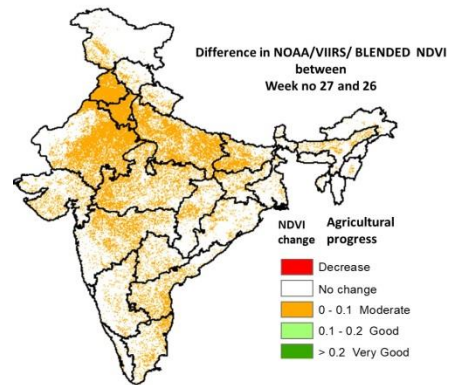 Difference in NOAA/VIIRS/ BLENDED NDVI
between
Week no 27 and 26
NDVI change Agricultural progress
Decrease
No change
0 - 0.1 Moderate
0.1 - 0.2 Good
> 0.2 Very Good